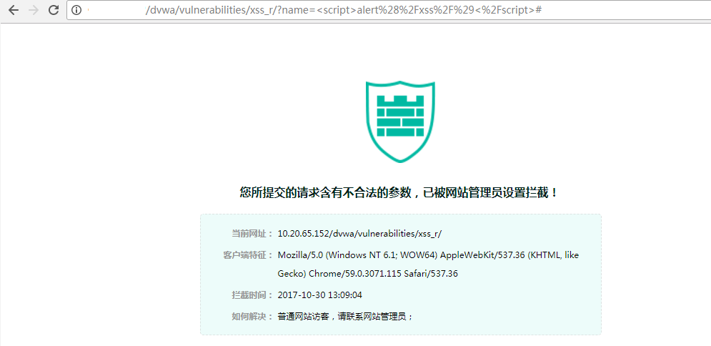 /dvwa/vulnerabilities/xss_r/?name=<script>alert%28%2Fxss%2F%29<%2Fscript>#
您所提交的请求含有不合法的参数，已被网站管理员设置拦截！
当前网址： 10.20.65.152/dvwa/vulnerabilities/xss_r/
客户端特征： Mozilla/5.0 (Windows NT 6.1; WOW64) AppleWebKit/537.36 (KHTML, like
Gecko) Chrome/59.0.3071.115 Safari/537.36
拦截时间： 2017-10-30 13:09:04
如何解决： 普通网站访客，请联系网站管理员；